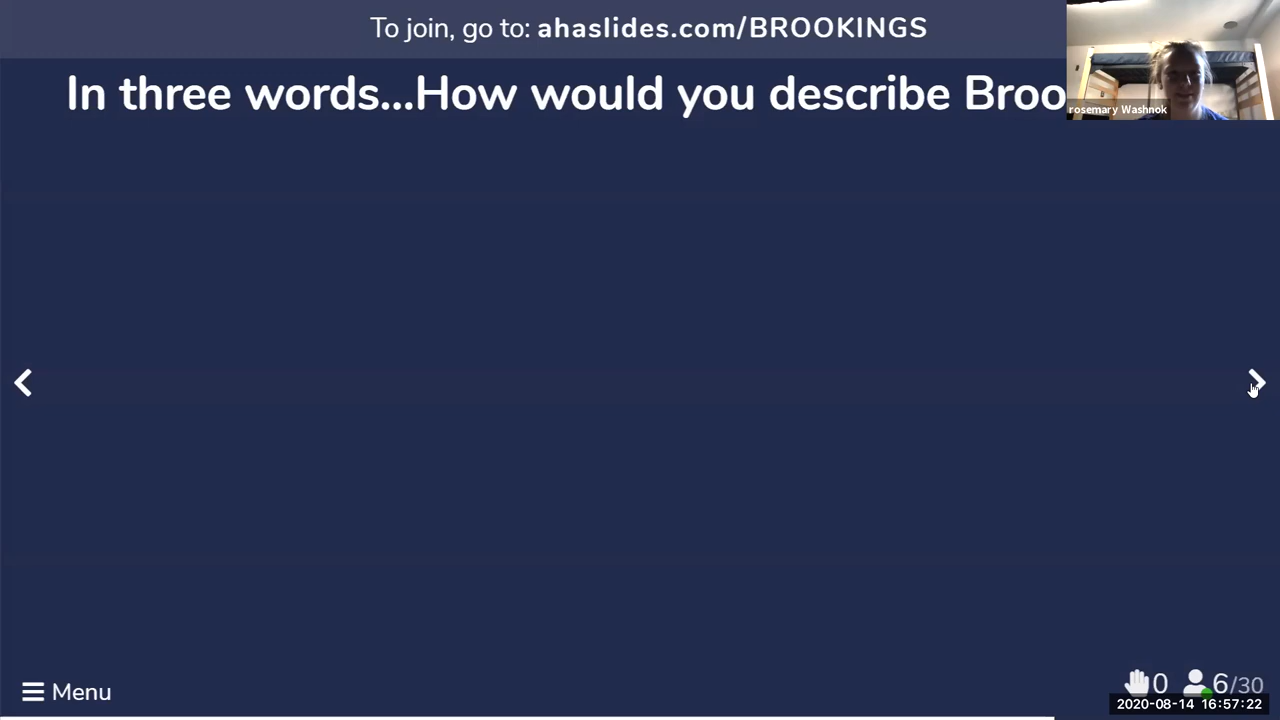 To join, go to: ahaslides.com/BROOKINGS
In three words...How would you describe Broo
rosemary Washnok
Menu
0 6/30
2020-08-14 16:57:22